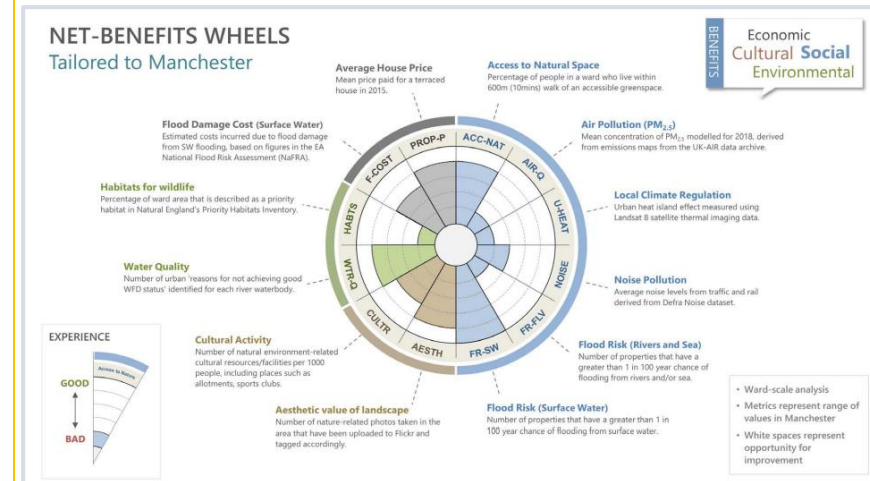 NET-BENEFITS WHEELS
Tailored to Manchester
BENEFITS
Economic
Cultural Social
Environmental
Average House Price
Mean price paid for a terraced
house in 2015.
Access to Natural Space
Percentage of people in a ward who live within
600m (10mins) walk of an accessible greenspace.
Flood Damage Cost (Surface Water)
Estimated costs incurred due to flood damage
from SW flooding, based on figures in the EA
National Flood Risk Assessment (NaFRA).
Air Pollution (PM2.5)
Mean concentration of PM2.5 modelled for 2018, derived
from emissions maps from the UK-AIR data archive.
Habitats for wildlife
Percentage of ward area that is described as a priority
habitat in Natural England's Priority Habitats Inventory.
Local Climate Regulation
Urban heat island effect measured using
Landsat 8 satellite thermal imaging data.
Water Quality
Number of urban 'reasons for not achieving good
WFD status' identified for each river waterbody.
Noise Pollution
Average noise levels from traffic and rail
derived from Defra Noise dataset.
Cultural Activity
Number of natural environment-related
cultural resources/facilities per 1000
people, including places such as
allotments, sports clubs.
Flood Risk (Rivers and Sea)
Number of properties that have a
greater than 1 in 100 year chance of
flooding from rivers and/or sea.
Aesthetic value of landscape
Number of nature-related photos taken in the
area that have been uploaded to Flickr and
tagged accordingly.
Flood Risk (Surface Water)
Number of properties that have a greater than 1 in
100 year chance of flooding from surface water.
PROP-P
ACC-NAT
AIR-Q
U-HEAT
NOISE
FR-FLV
FR-SW
AESTH
CULTR
WTR-Q
HABTS
F-COST
EXPERIENCE
Access to Nature
GOOD
BAD
• Ward-scale analysis
• Metrics represent range of
values in Manchester
• White spaces represent
opportunity for
improvement